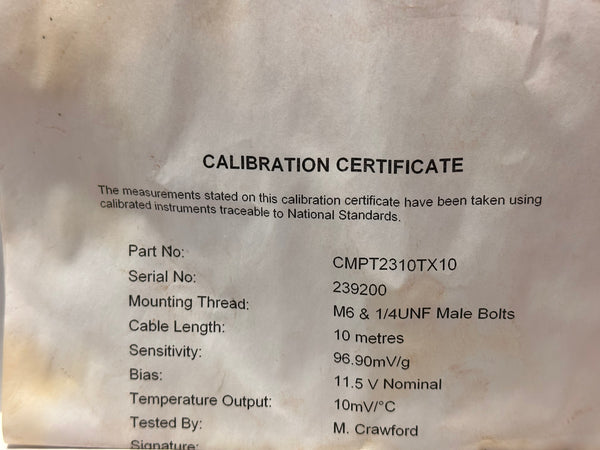 CALIBRATION CERTIFICATE
The measurements stated on this calibration certificate have been taken using
calibrated instruments traceable to National Standards.
Part No: CMPT2310TX10
Serial No: 239200
Mounting Thread: M6 & 1/4UNF Male Bolts
Cable Length: 10 metres
Sensitivity: 96.90mV/g
Bias: 11.5 V Nominal
Temperature Output: 10mV/°C
Tested By: M. Crawford
Signature: